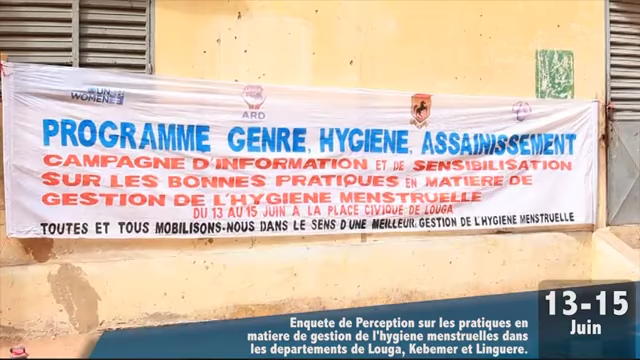 UN
WOMEN
ARD
PROGRAMME GENRE, HYGIENE, ASSAINISSEMENT
CAMPAGNE D'INFORMATION ET DE SENSIBILISATION
SUR LES BONNES PRATIQUES EN MATIERE DE
GESTION DE L'HYGIENE MENSTRUELLE
DU 13 AU 15 JUIN A LA PLACE CIVIQUE DE LOUGA
TOUTES ET TOUS MOBILISONS-NOUS DANS LE SENS D'UNE MEILLEUR GESTION DE L'HYGIENE MENSTRUELLE
13-15
Juin
Enquete de Perception sur les pratiques en
matiere de gestion de l'hygiene menstruelles dans
les departements de Louga, Kebemer et Linguere.